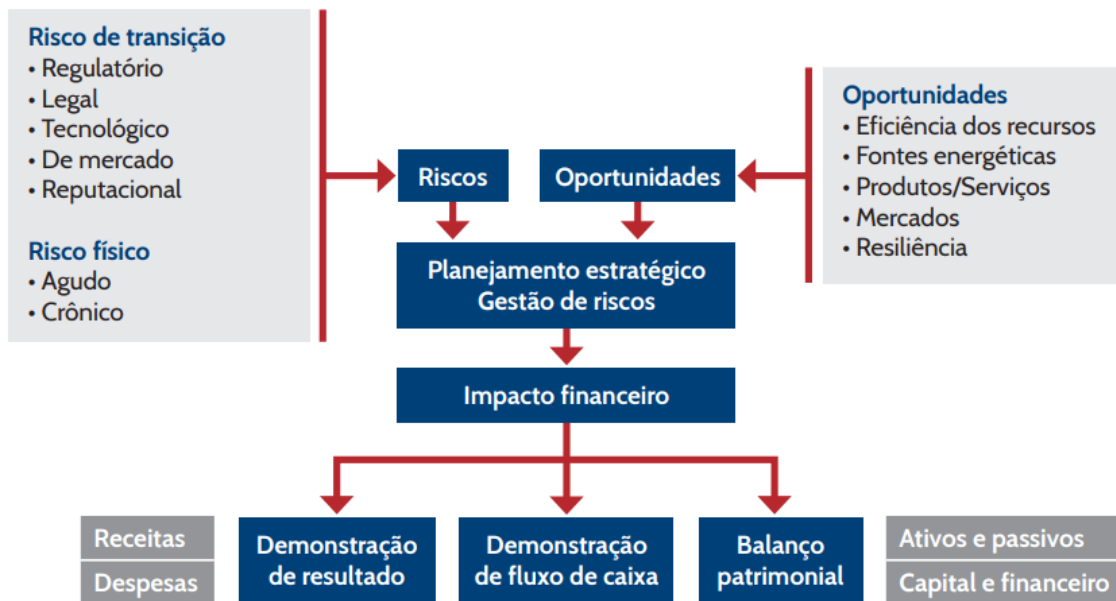 Risco de transição
• Regulatório
• Legal
• Tecnológico
• De mercado
• Reputacional
Risco físico
• Agudo
• Crônico
Oportunidades
• Eficiência dos recursos
• Fontes energéticas
• Produtos/Serviços
• Mercados
• Resiliência
Riscos
Oportunidades
Planejamento estratégico
Gestão de riscos
Impacto financeiro
Receitas
Despesas
Demonstração
de resultado
Demonstração
de fluxo de caixa
Balanço
patrimonial
Ativos e passivos
Capital e financeiro